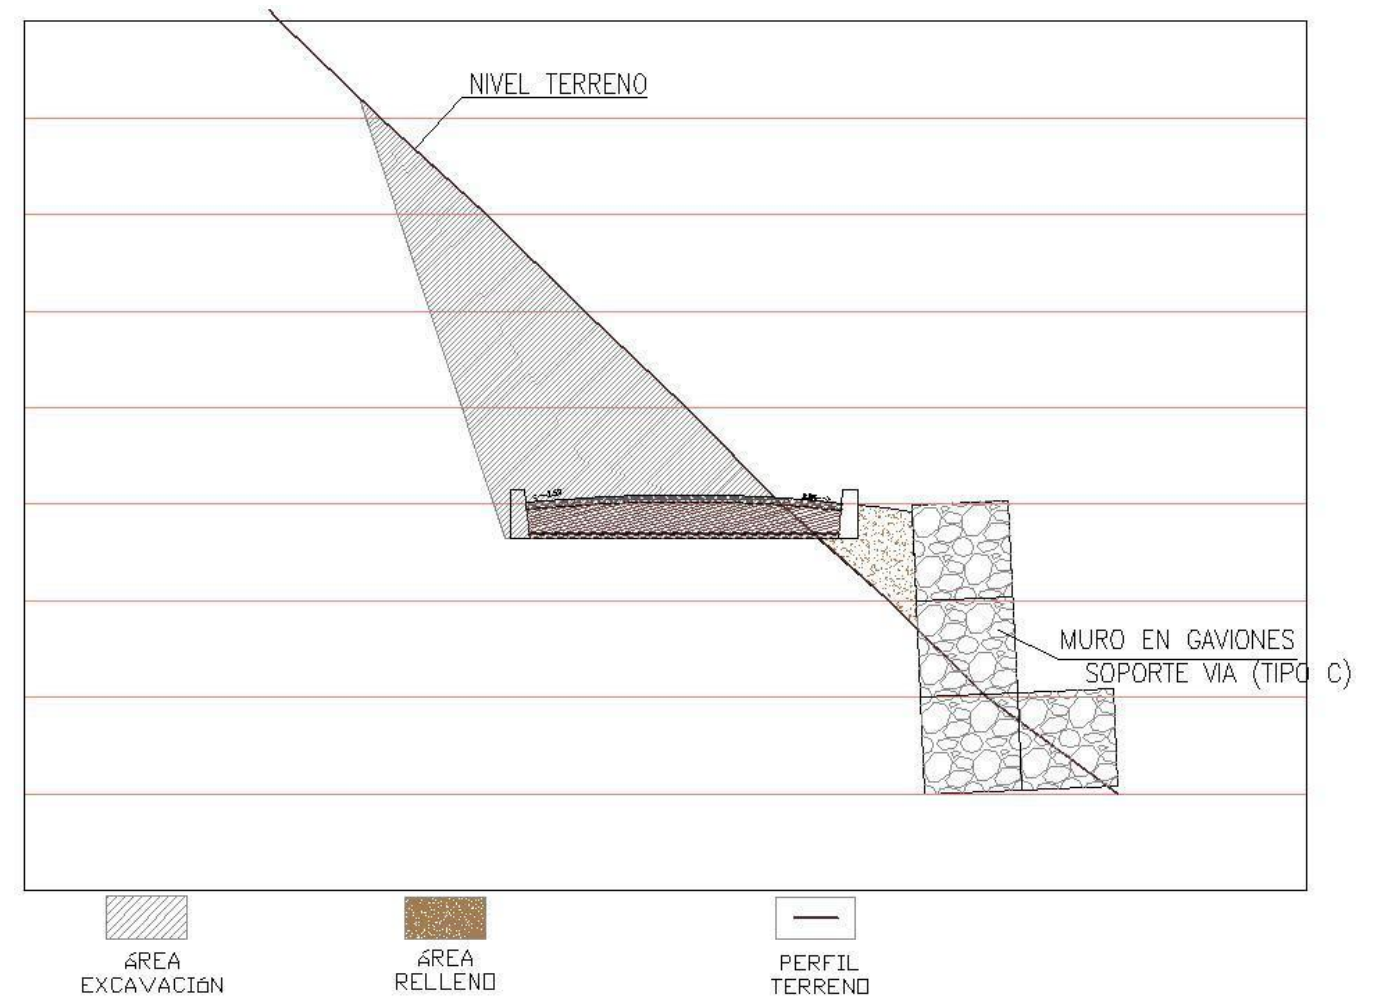 NIVEL TERRENO
MURO EN GAVIONES
SOPORTE VIA (TIPO C)
áREA
EXCAVACIóN
áREA
RELLENO
PERFIL
TERRENO